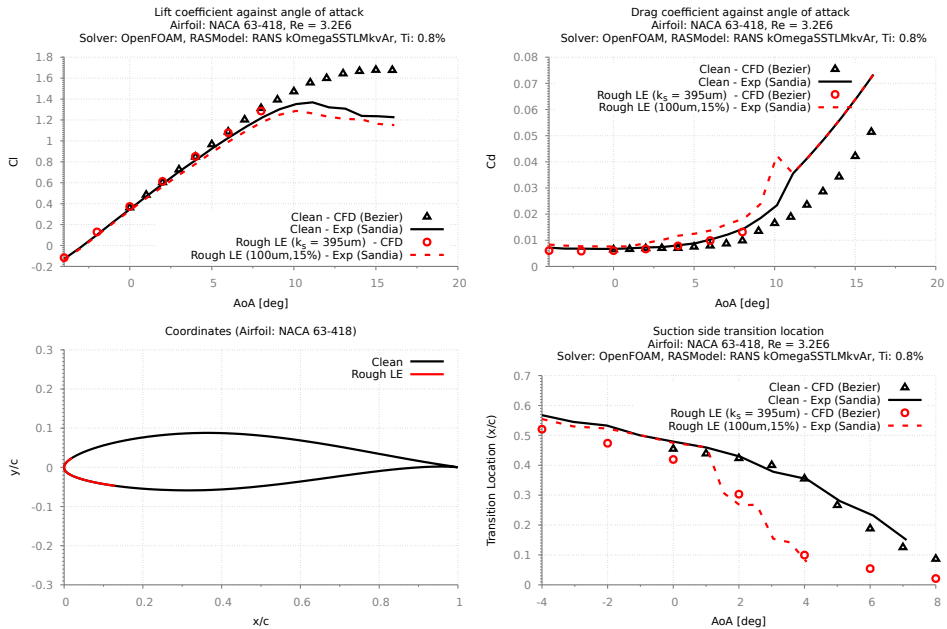 Lift coefficient against angle of attack
Airfoil: NACA 63-418, Re = 3.2E6
Solver: OpenFOAM, RASModel: RANS kOmegaSSTLMkvAr, Ti: 0.8%
1.8
1.6
1.4
1.2
1
0.8
0.6
0.4
0.2
0
-0.2
Cl
Clean - CFD (Bezier)
Clean - Exp (Sandia)
Rough LE (ks = 395um) - CFD
Rough LE (100um,15%) - Exp (Sandia)
0
5
10
15
20
AoA [deg]
Drag coefficient against angle of attack
Airfoil: NACA 63-418, Re = 3.2E6
Solver: OpenFOAM, RASModel: RANS kOmegaSSTLMkvAr, Ti: 0.8%
0.08
0.07
0.06
0.05
0.04
0.03
0.02
0.01
0
Cd
Clean - CFD (Bezier)
Clean - Exp (Sandia)
Rough LE (ks = 395um) - CFD (Bezier)
Rough LE (100um,15%) - Exp (Sandia)
0
5
10
15
20
AoA [deg]
Coordinates (Airfoil: NACA 63-418)
0.3
0.2
0.1
0
-0.1
-0.2
-0.3
y/c
Clean
Rough LE
0
0.2
0.4
0.6
0.8
1
x/c
Suction side transition location
Airfoil: NACA 63-418, Re = 3.2E6
Solver: OpenFOAM, RASModel: RANS kOmegaSSTLMkvAr, Ti: 0.8%
0.7
0.6
0.5
0.4
0.3
0.2
0.1
0
Transition Location (x/c)
Clean - CFD (Bezier)
Clean - Exp (Sandia)
Rough LE (ks = 395um) - CFD (Bezier)
Rough LE (100um,15%) - Exp (Sandia)
-4
-2
0
2
4
6
8
AoA [deg]